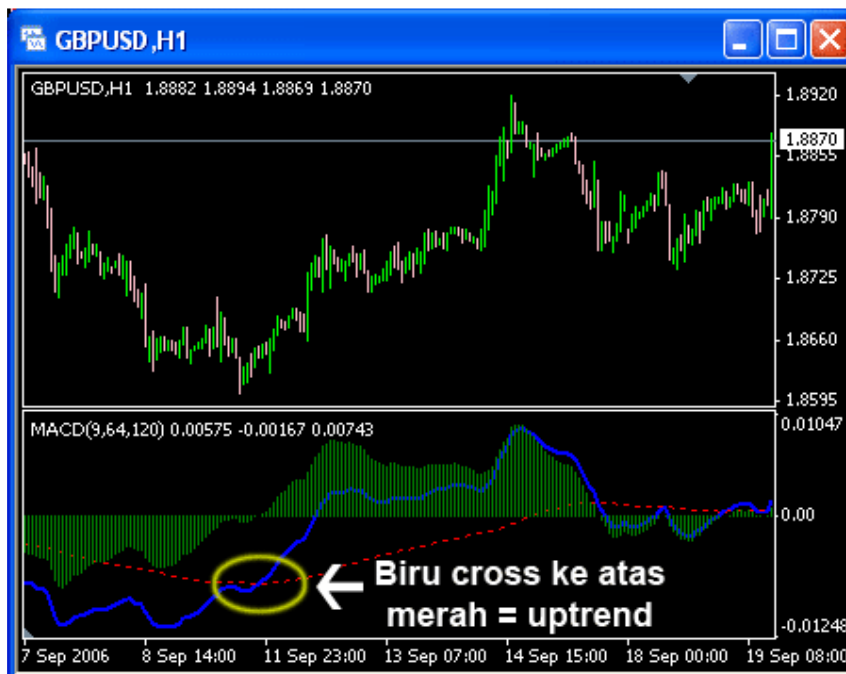 GBPUSD,H1
GBPUSD,H1 1.8882 1.8894 1.8869 1.8870
1.8920
1.8870
1.8855
1.8790
1.8725
1.8660
1.8595
MACD(9,64,120) 0.00575 -0.00167 0.00743
0.01047
0.00
Biru cross ke atas
merah = uptrend
-0.01248
7 Sep 2006 8 Sep 14:00 11 Sep 23:00 13 Sep 07:00 14 Sep 15:00 18 Sep 00:00 19 Sep 08:00